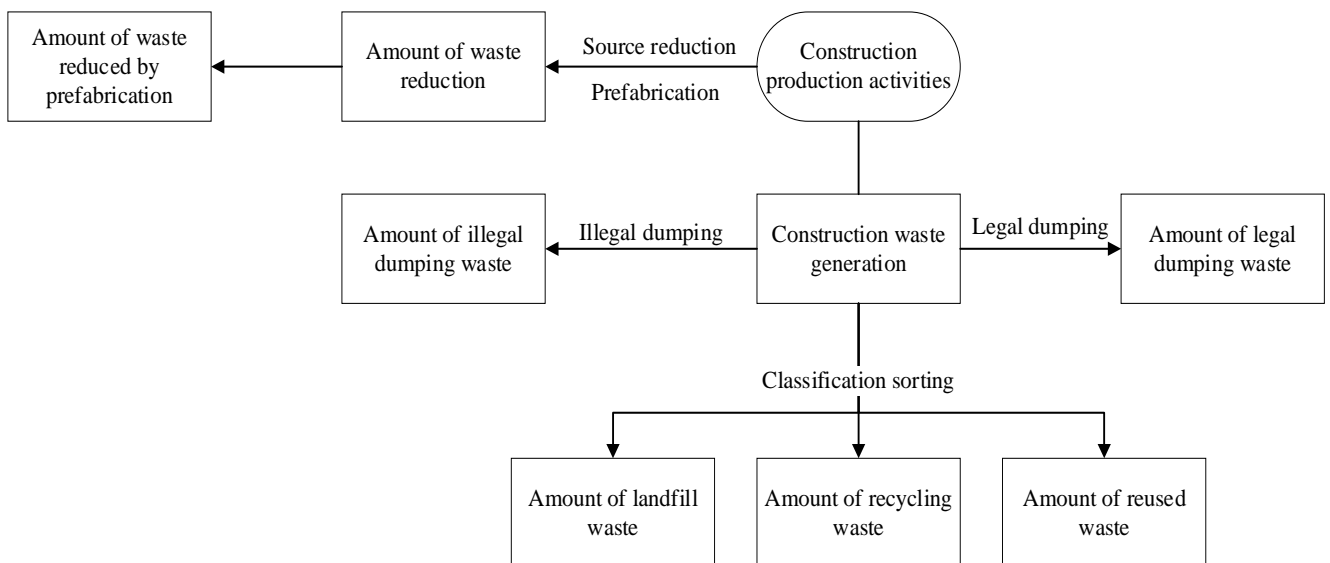 Amount of waste
reduced by
prefabrication
Amount of waste
reduction
Source reduction
Prefabrication
Construction
production activities
Amount of illegal
dumping waste
Illegal dumping
Construction waste
generation
Legal dumping
Amount of legal
dumping waste
Classification sorting
Amount of landfill
waste
Amount of recycling
waste
Amount of reused
waste